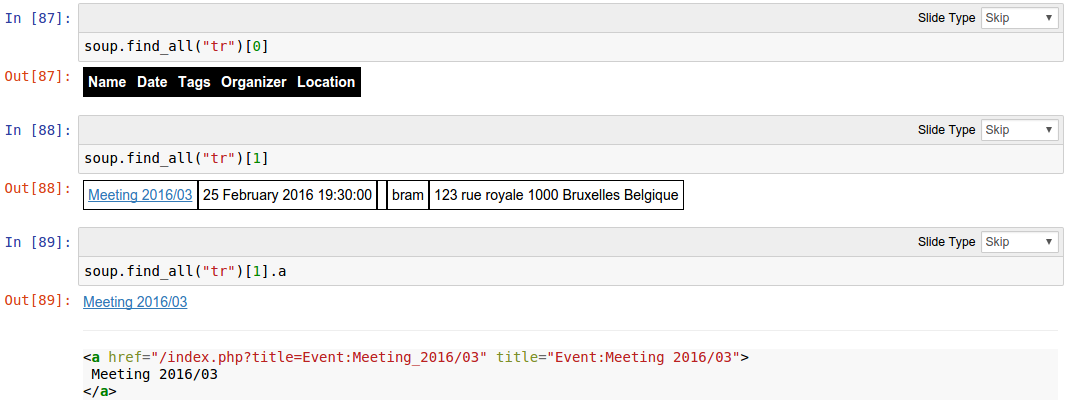 In [87]: Slide Type Skip
soup.find_all("tr")[0]
Out[87]: Name Date Tags Organizer Location
In [88]: Slide Type Skip
soup.find_all("tr")[1]
Out[88]: Meeting 2016/03 25 February 2016 19:30:00 bram 123 rue royale 1000 Bruxelles Belgique
In [89]: Slide Type Skip
soup.find_all("tr")[1].a
Out[89]: Meeting 2016/03
<a href="/index.php?title=Event:Meeting_2016/03" title="Event:Meeting 2016/03">
Meeting 2016/03
</a>